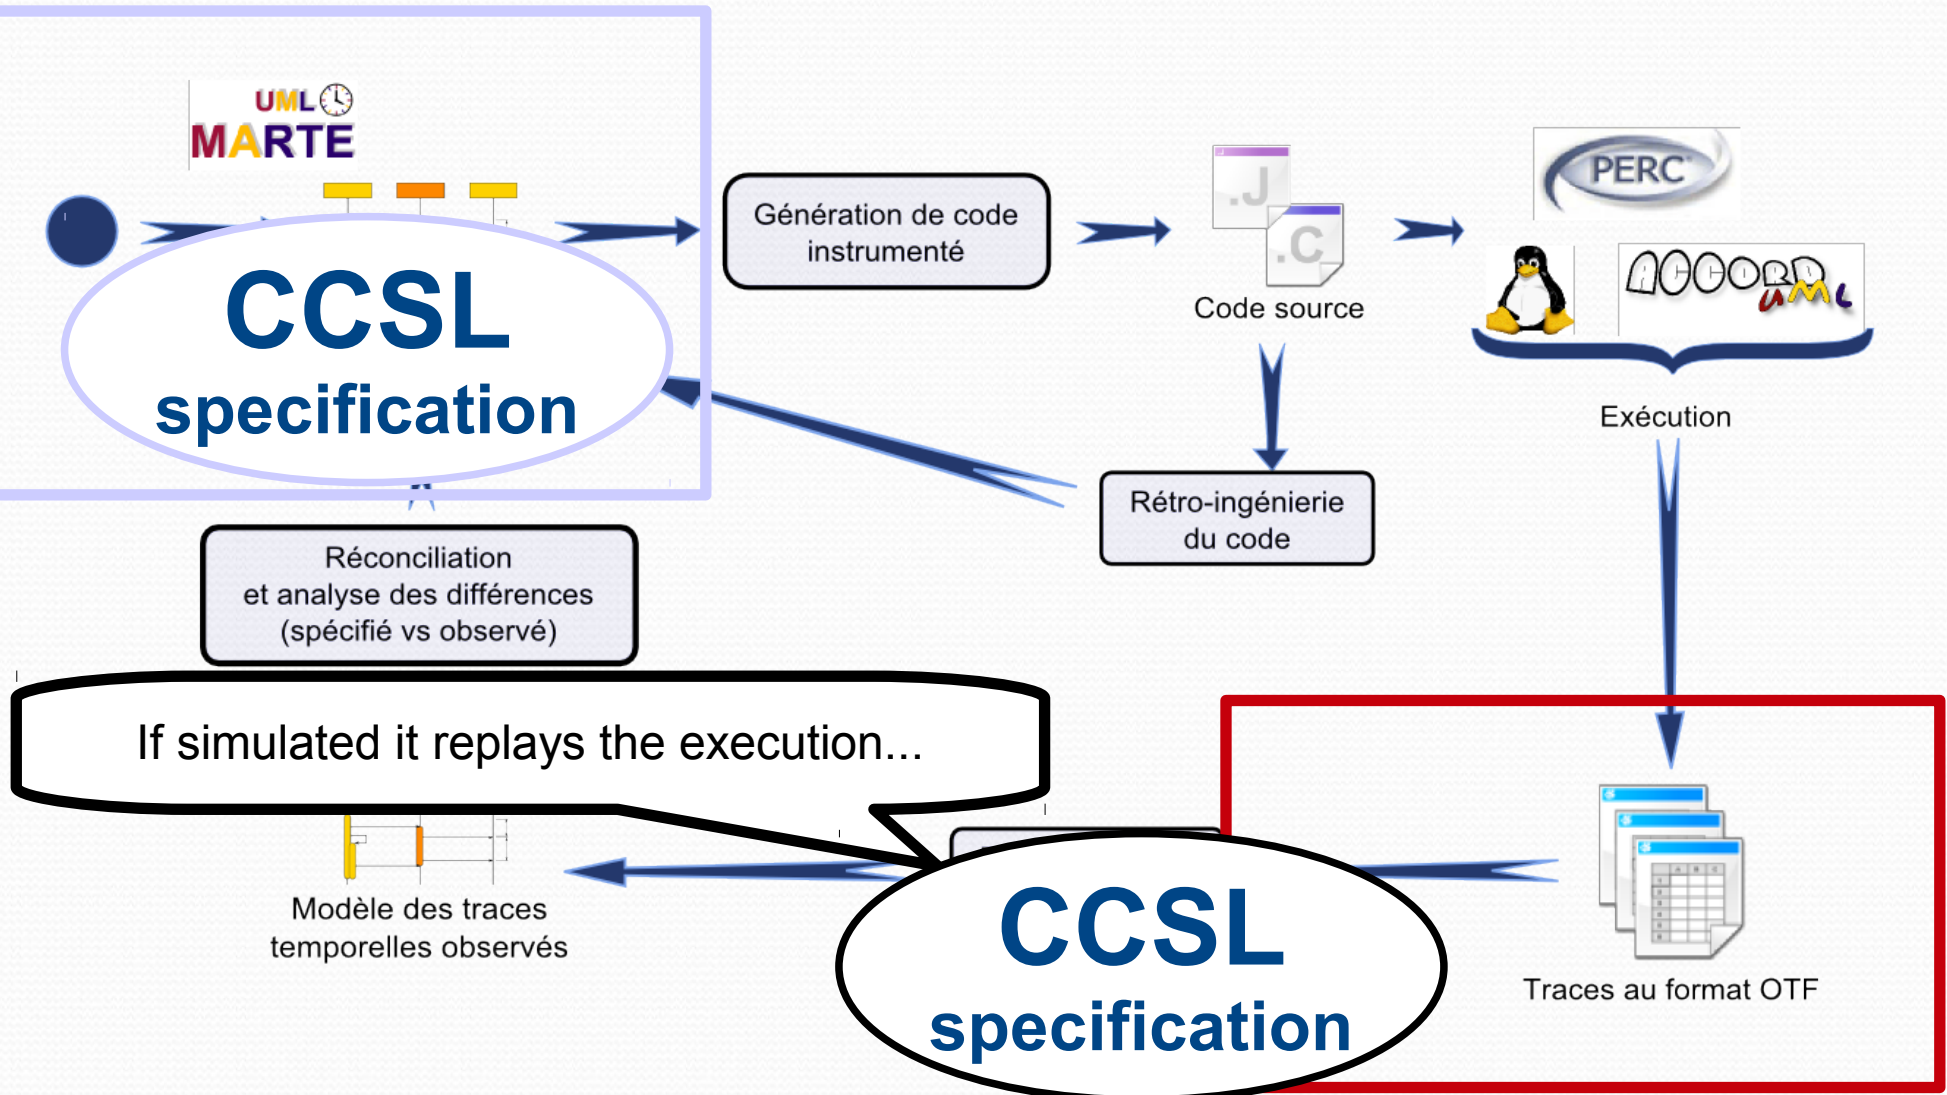 UML
MARTE
CCSL
specification
Génération de code
instrumenté
.J
.C
Code source
PERC
ACCORD
UML
Exécution
Rétro-ingénierie
du code
Réconciliation
et analyse des différences
(spécifié vs observé)
If simulated it replays the execution...
Modèle des traces
temporelles observés
CCSL
specification
Traces au format OTF